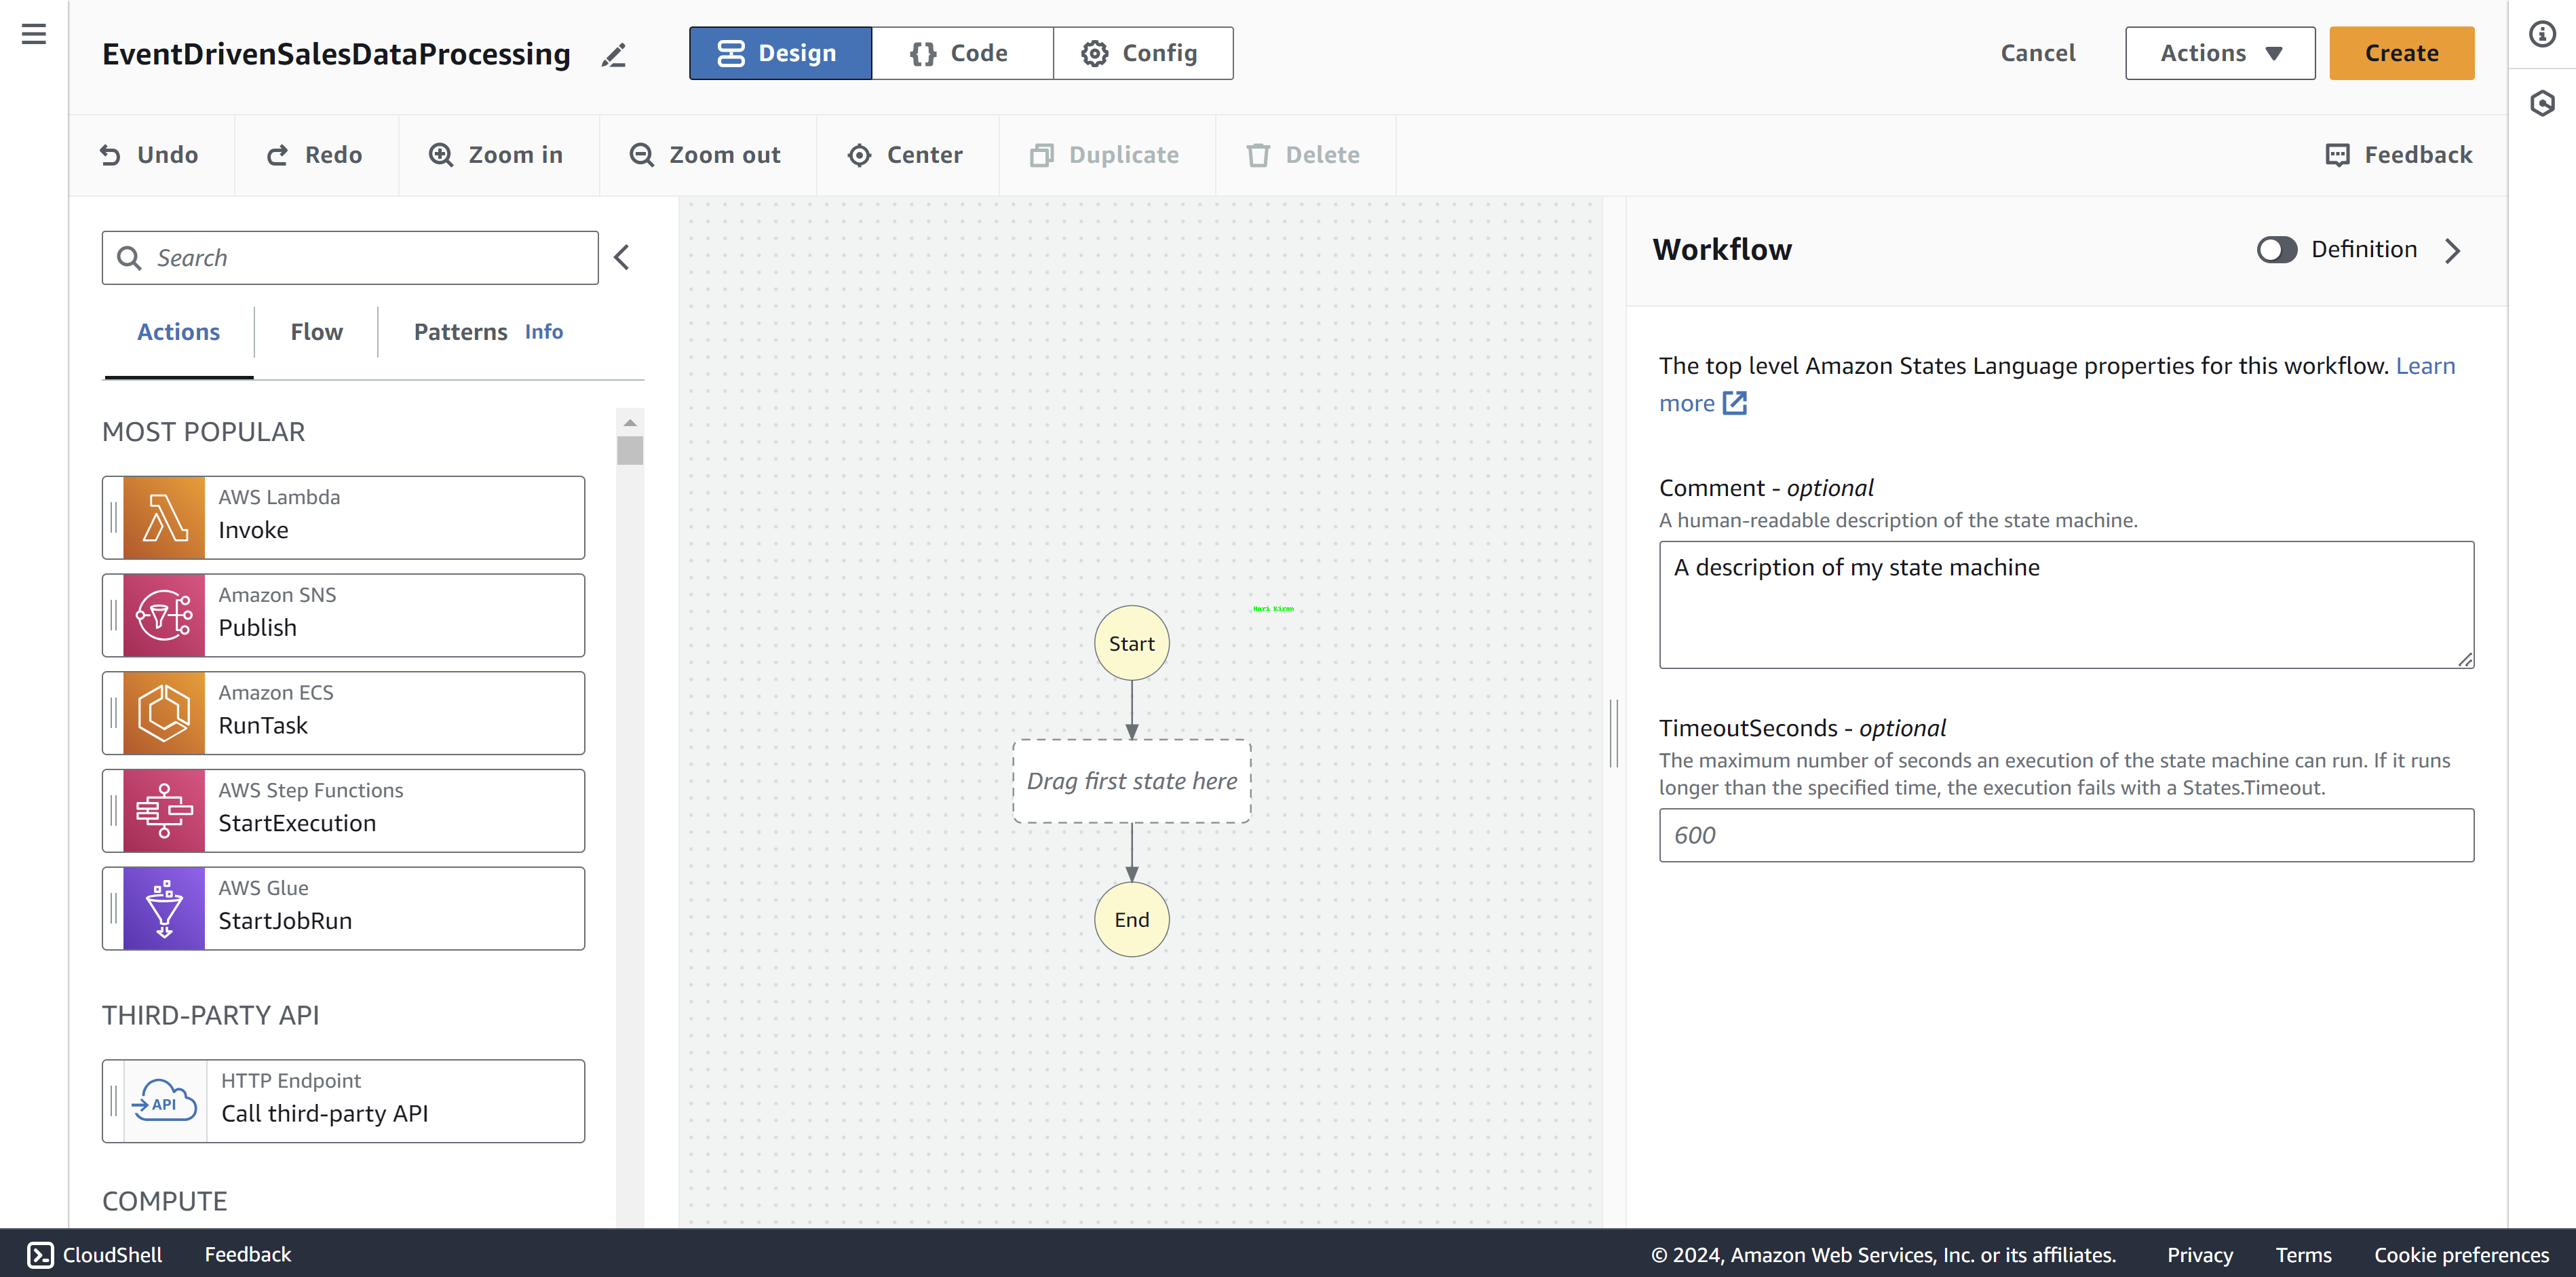 EventDrivenSalesDataProcessing
Design
Code
Config
Cancel
Actions
Create
Undo
Redo
Zoom in
Zoom out
Center
Duplicate
Delete
Feedback
Search
Actions
Flow
Patterns Info
MOST POPULAR
AWS Lambda
Invoke
Amazon SNS
Publish
Amazon ECS
RunTask
AWS Step Functions
StartExecution
AWS Glue
StartJobRun
THIRD-PARTY API
API
HTTP Endpoint
Call third-party API
COMPUTE
Hari Kiran
Start
Drag first state here
End
Workflow
Definition
The top level Amazon States Language properties for this workflow. Learn
more
Comment - optional
A human-readable description of the state machine.
A description of my state machine
TimeoutSeconds - optional
The maximum number of seconds an execution of the state machine can run. If it runs
longer than the specified time, the execution fails with a States.Timeout.
600
CloudShell
Feedback
© 2024, Amazon Web Services, Inc. or its affiliates.
Privacy
Terms
Cookie preferences